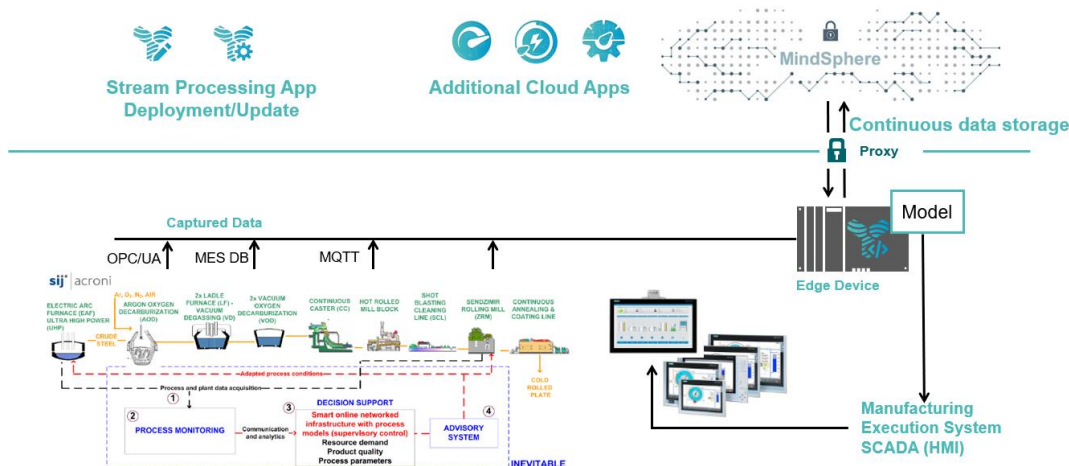 MindSphere
Stream Processing App
Deployment/Update
Additional Cloud Apps
Continuous data storage
Proxy
Captured Data
Model
OPC/UA
MES DB
MQTT
Edge Device
sij acroni
Ar, O₂, N₂, AIR
ELECTRIC ARC
FURNACE (EAF)
ULTRA HIGH POWER
(UHP)
ARGON OXYGEN
DECARBURIZATION
(AOD)
2x LADLE
FURNACE (LF) -
VACUUM
DEGASSING (VD)
2x VACUUM
OXYGEN
DECARBURIZATION
(VOD)
CONTINUOUS
CASTER (CC)
HOT ROLLED
MILL BLOCK
SHOT
BLASTING
CLEANING
LINE (SCL)
SENDZIMIR
ROLLING MILL
(ZRM)
CONTINUOUS
ANNEALING &
COATING LINE
CRUDE
STEEL
Adapted process conditions
COLD
ROLLED
PLATE
Process and plant data acquisition
1
DECISION SUPPORT
2
PROCESS MONITORING
Communication
and analytics
3
Smart online networked
infrastructure with process
models (supervisory control)
Resource demand
Product quality
Process parameters
4
ADVISORY
SYSTEM
INEVITABLE
Manufacturing
Execution System
SCADA (HMI)